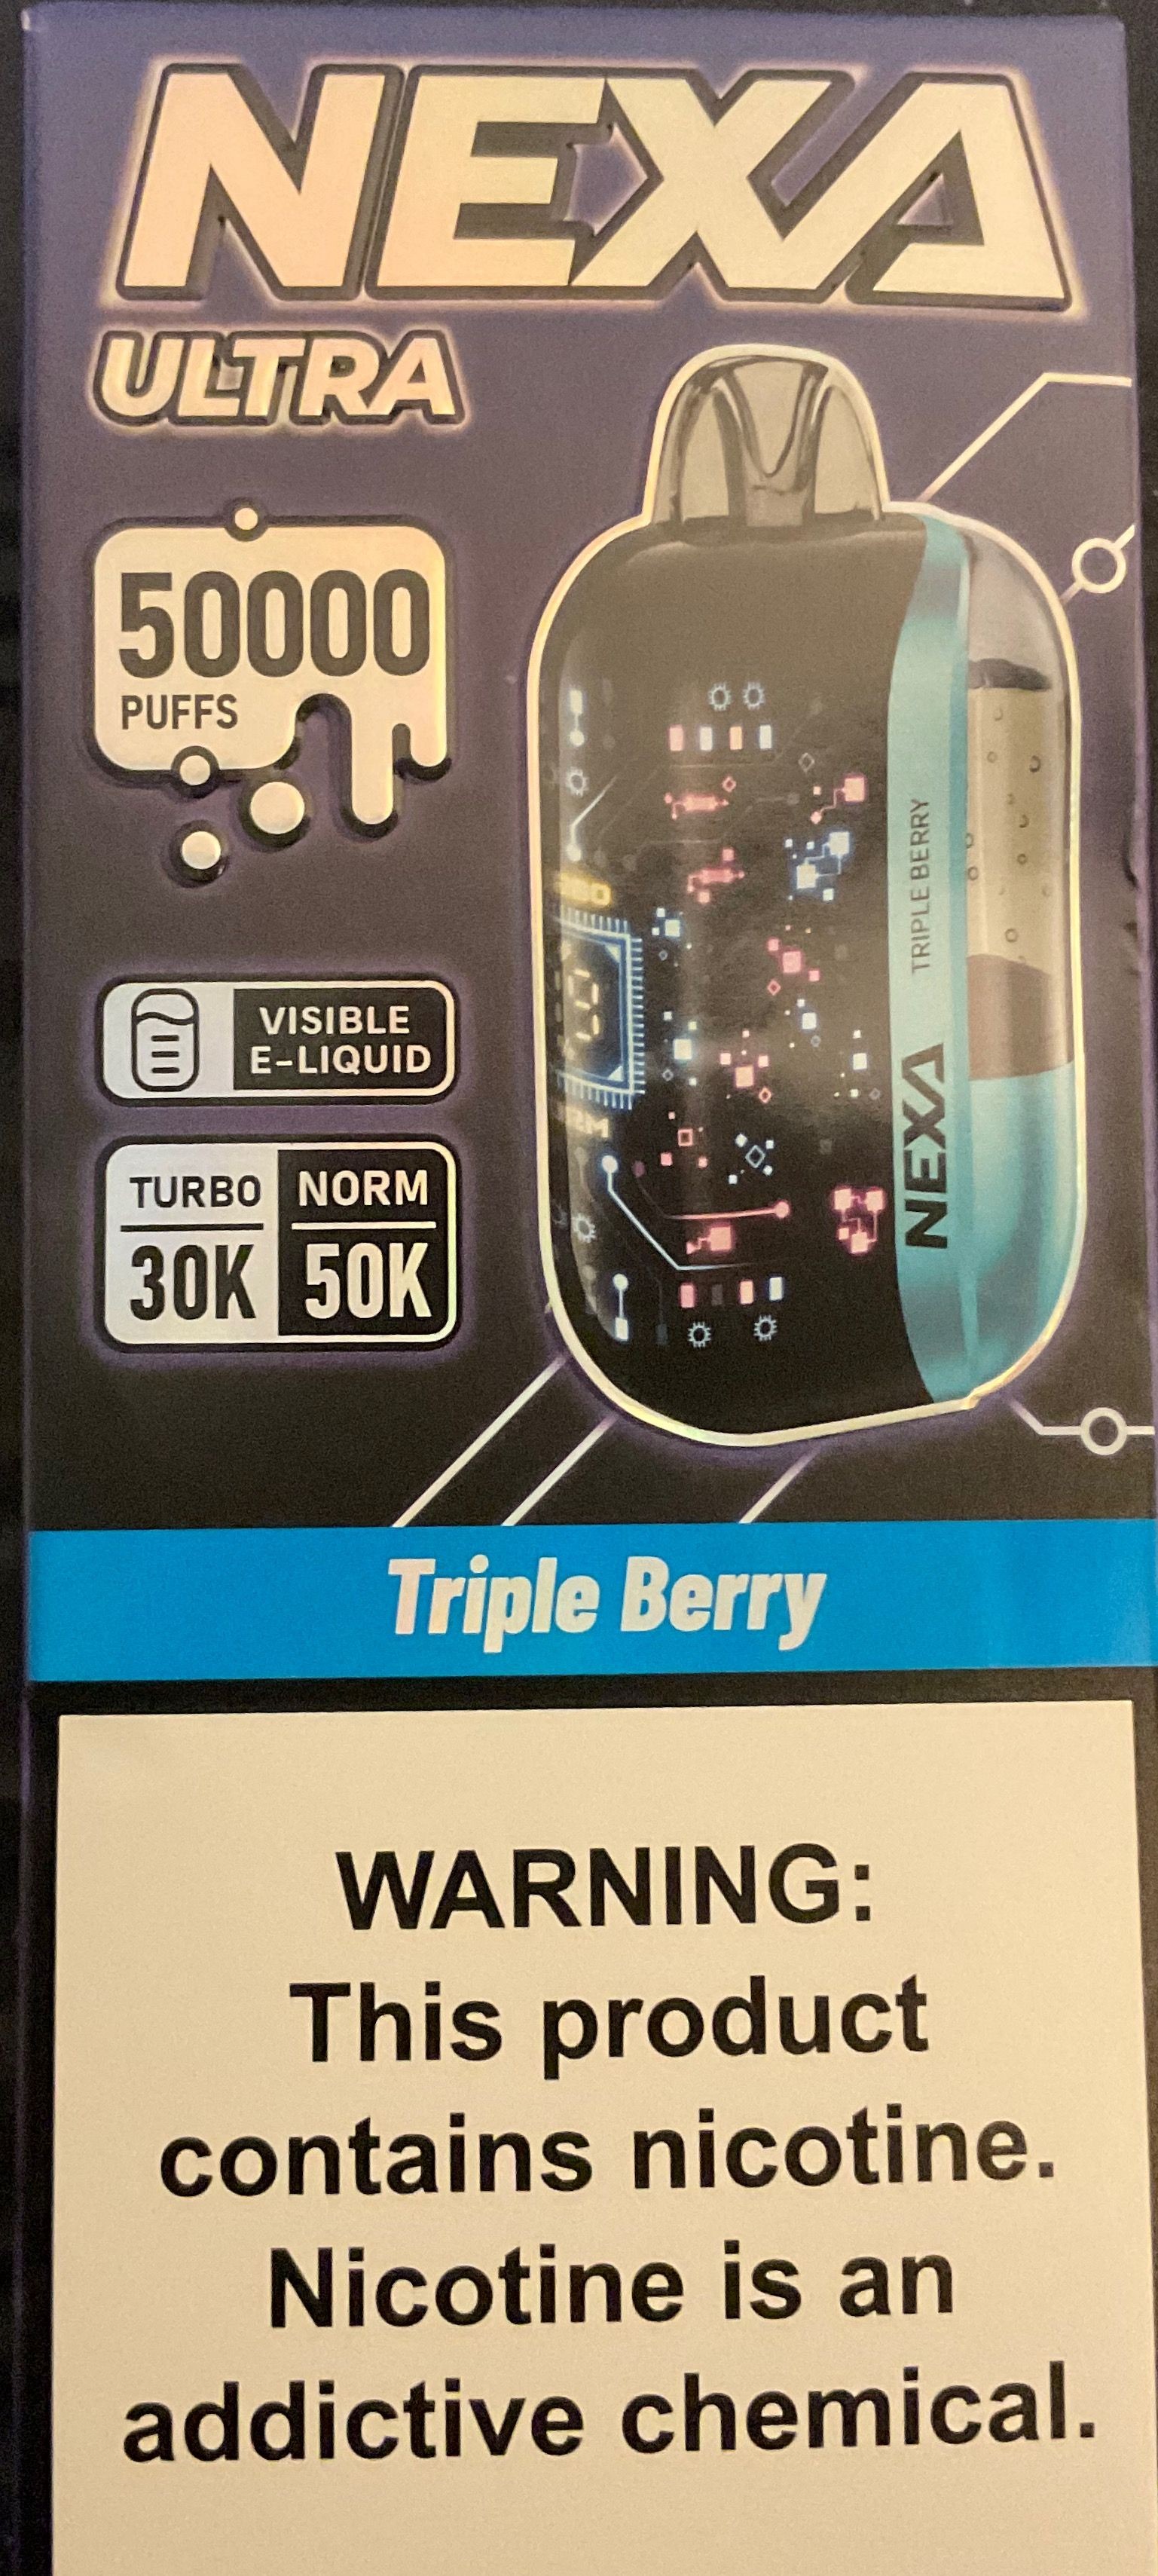 NEXA
ULTRA
50000
PUFFS
VISIBLE
E-LIQUID
TURBO NORM
30K 50K
TRIPLE BERRY
NEXA
Triple Berry
WARNING:
This product
contains nicotine.
Nicotine is an
addictive chemical.